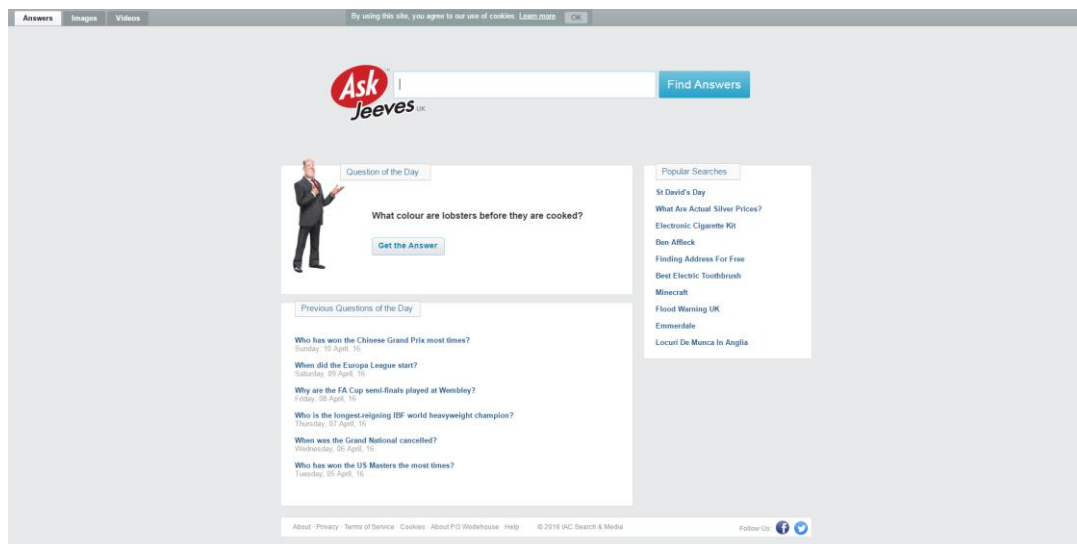 Answers Images Videos
By using this site, you agree to our use of cookies. Learn more OK
Ask
Jeeves UK
Find Answers
Question of the Day
What colour are lobsters before they are cooked?
Get the Answer
Previous Questions of the Day
Who has won the Chinese Grand Prix most times?
Sunday, 10 April, 16
When did the Europa League start?
Saturday, 09 April, 16
Why are the FA Cup semi-finals played at Wembley?
Friday, 08 April, 16
Who is the longest-reigning IBF world heavyweight champion?
Thursday, 07 April, 16
When was the Grand National cancelled?
Wednesday, 06 April, 16
Who has won the US Masters the most times?
Tuesday, 05 April, 16
Popular Searches
St David's Day
What Are Actual Silver Prices?
Electronic Cigarette Kit
Ben Affleck
Finding Address For Free
Best Electric Toothbrush
Minecraft
Flood Warning UK
Emmerdale
Locuri De Munca In Anglia
About · Privacy · Terms of Service · Cookies · About PG Wodehouse · Help © 2016 IAC Search & Media Follow Us: